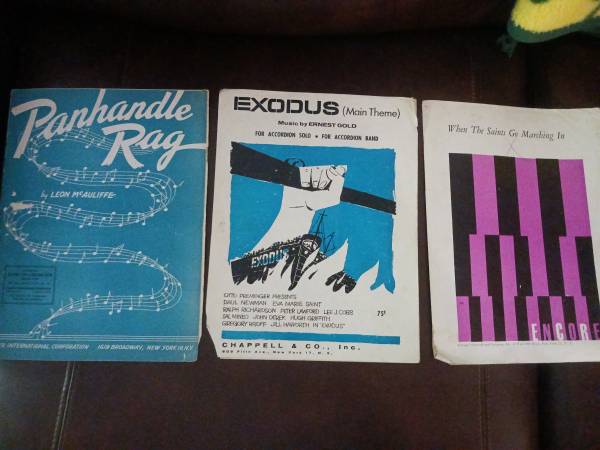 Panhandle
Rag
by LEON McAULIFFE
INTERNATIONAL CORPORATION 1619 BROADWAY, NEW YORK 19, N.Y.
EXODUS (Main Theme)
Music by ERNEST GOLD
FOR ACCORDION SOLO • FOR ACCORDION BAND
EXODUS
OTTO PREMINGER PRESENTS
PAUL NEWMAN EVA MARIE SAINT
RALPH RICHARDSON PETER LAWFORD LEE J. COBB
SAL MINEO JOHN DEREK HUGH GRIFFITH
GREGORY RATOFF JILL HAWORTH IN "EXODUS"
75¢
CHAPPELL & CO., Inc.
609 Fifth Ave., New York 17, N. Y.
When The Saints Go Marching In
ENCORE